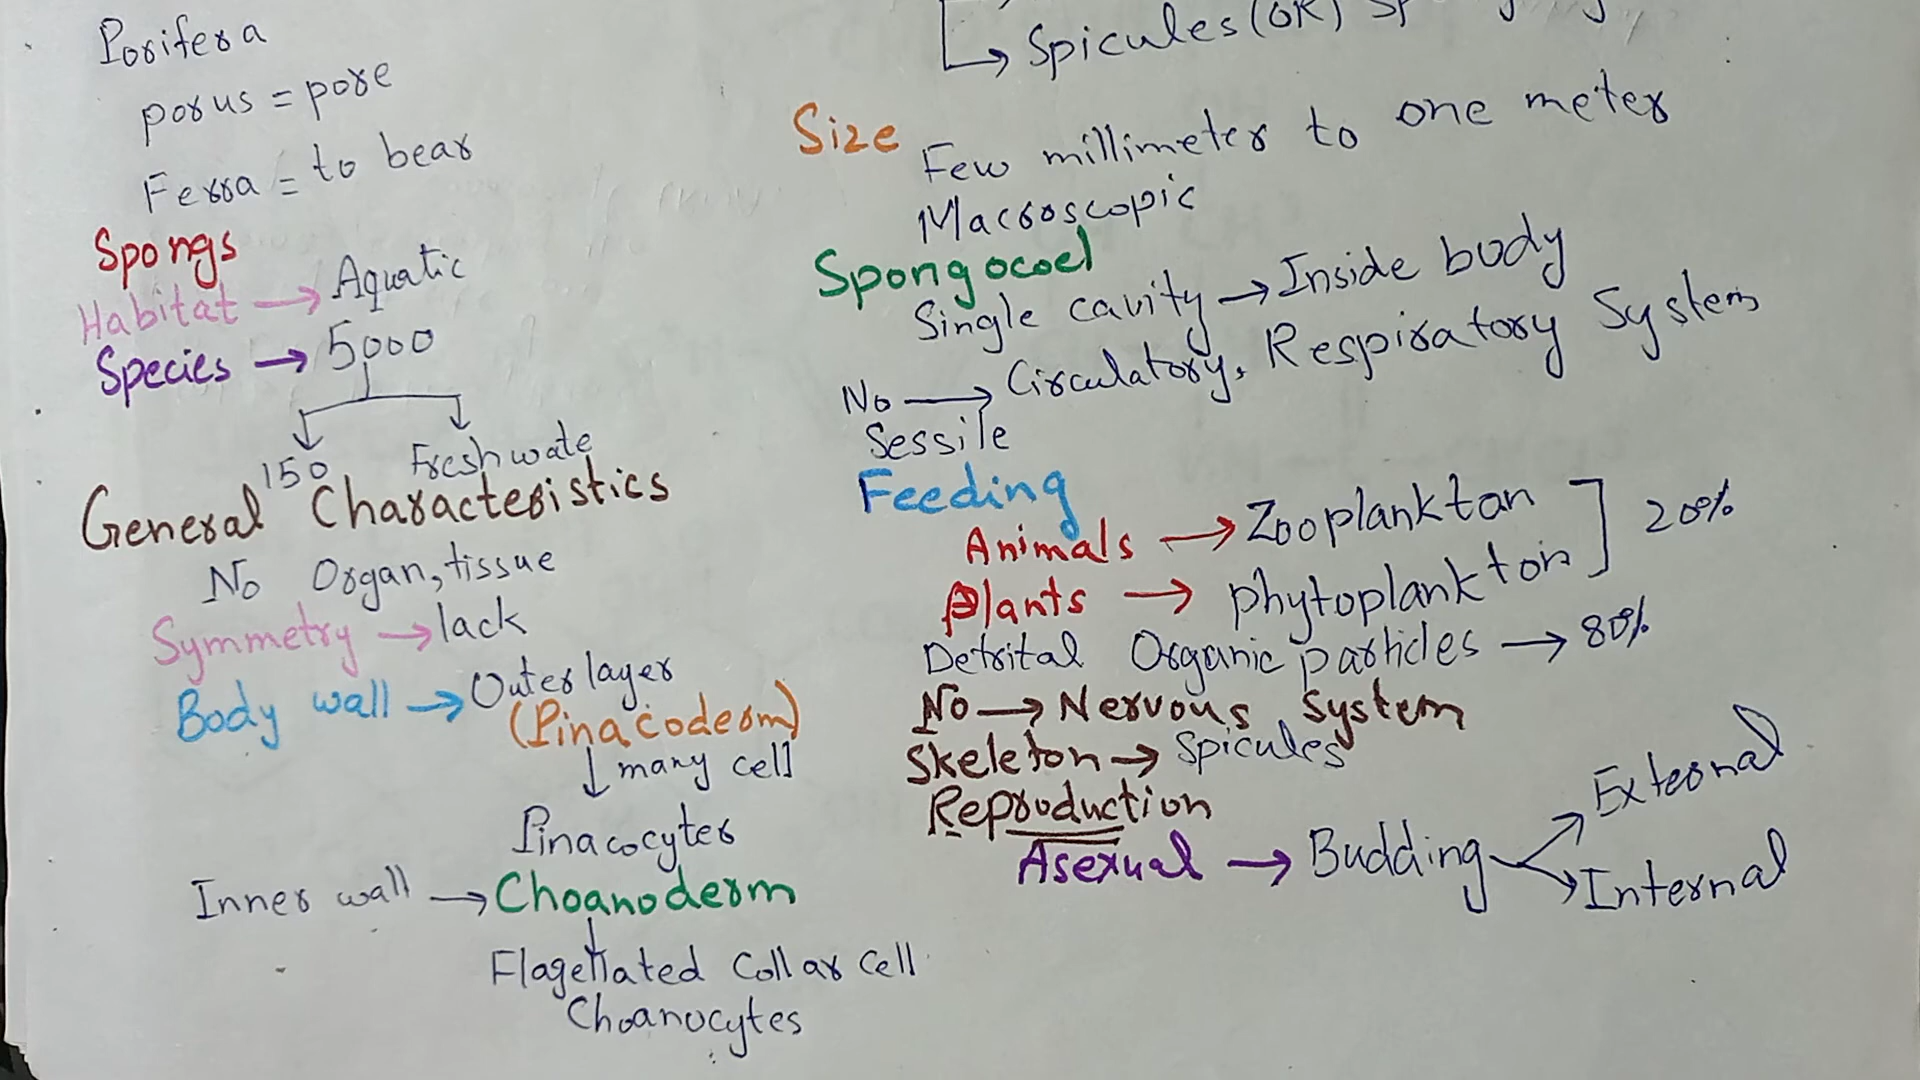 Porifera
porus = pore
Ferra = to bear
Spongs
Habitat → Aquatic
Species → 5000
150 Freshwate
General Characteristics
No Organ, tissue
Symmetry → lack
Body wall → Outer layer
(Pinacoderm)
↓ many cell
Pinacocyter
Inner wall → Choanoderm
↓
Flagellated Collar Cell
Choanocytes
→ Spicules (OR)
Size
Few millimeter to one meter
Macroscopic
Spongocoel
Single cavity → Inside body
No → Circulatory, Respiratory System
Sessile
Feeding
Animals → Zooplanktan
Plants → phytoplankton ] 20%
Detrital Organic particles → 80%
No → Nervous System
Skeleton → Spicules
Reproduction
Asexual → Budding
External
Internal